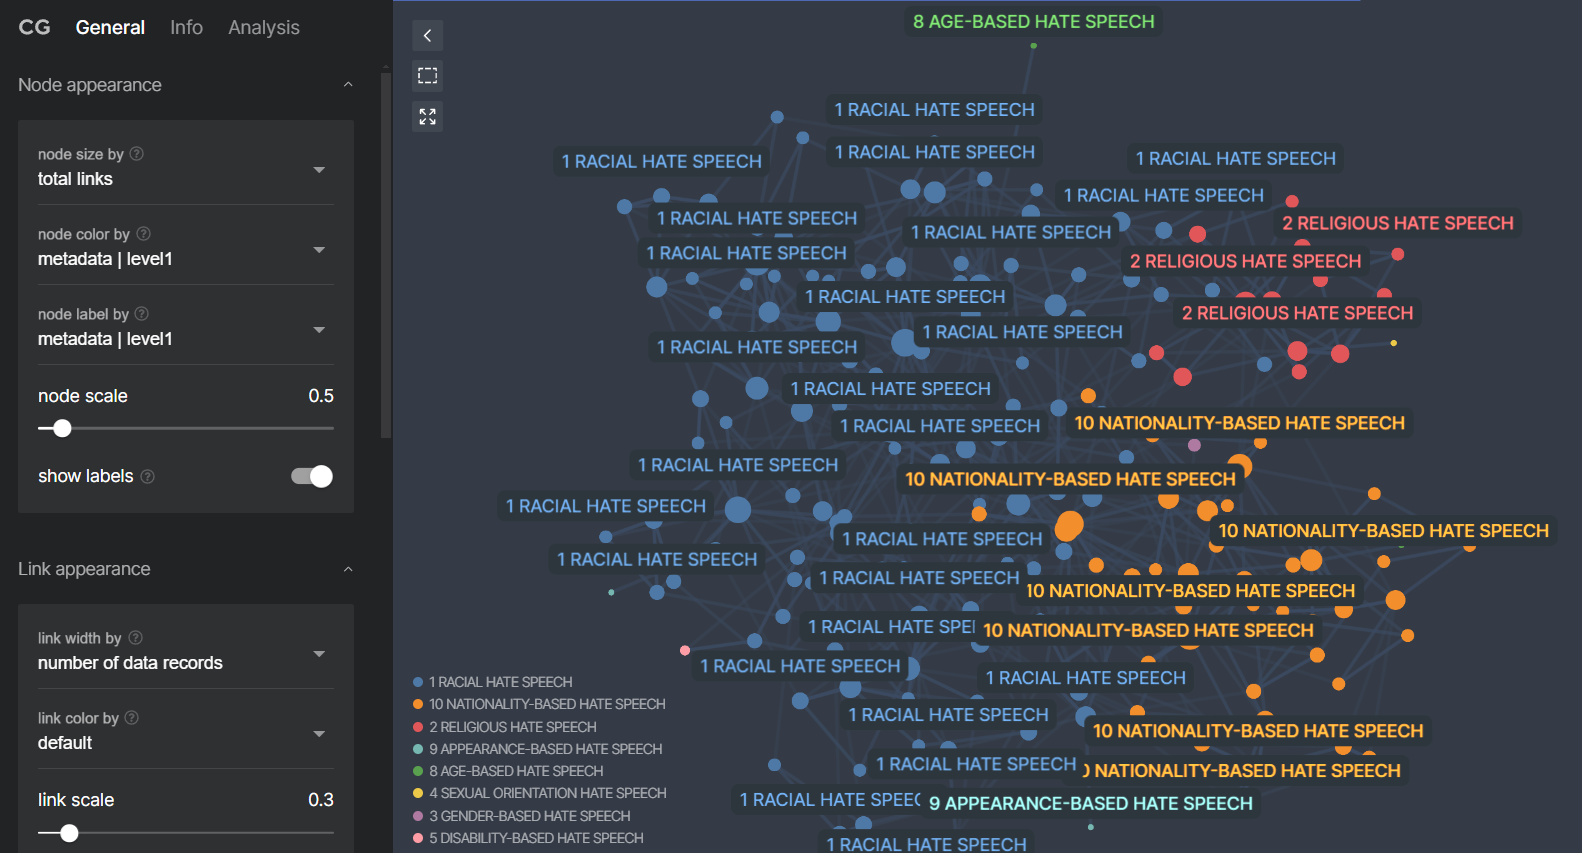 CG General Info Analysis
Node appearance
node size by ?
total links
node color by ?
metadata | level1
node label by ?
metadata | level1
node scale 0.5
show labels ?
Link appearance
link width by ?
number of data records
link color by ?
default
link scale 0.3
8 AGE-BASED HATE SPEECH
1 RACIAL HATE SPEECH
1 RACIAL HATE SPEECH
1 RACIAL HATE SPEECH
1 RACIAL HATE SPEECH
1 RACIAL HATE SPEECH
1 RACIAL HATE SPEECH
2 RELIGIOUS HATE SPEECH
1 RACIAL HATE SPEECH
1 RACIAL HATE SPEECH
2 RELIGIOUS HATE SPEECH
1 RACIAL HATE SPEECH
2 RELIGIOUS HATE SPEECH
1 RACIAL HATE SPEECH
1 RACIAL HATE SPEECH
1 RACIAL HATE SPEECH
10 NATIONALITY-BASED HATE SPEECH
1 RACIAL HATE SPEECH
1 RACIAL HATE SPEECH
10 NATIONALITY-BASED HATE SPEECH
1 RACIAL HATE SPEECH
10 NATIONALITY-BASED HATE SPEECH
1 RACIAL HATE SPEECH
1 RACIAL HATE SPEECH
1 RACIAL HATE SPEECH
10 NATIONALITY-BASED HATE SPEECH
1 RACIAL HATE SPE
10 NATIONALITY-BASED HATE SPEECH
1 RACIAL HATE SPEECH
1 RACIAL HATE SPEECH
1 RACIAL HATE SPEECH
10 NATIONALITY-BASED HATE SPEECH
1 RACIAL HATE SPEECH
NATIONALITY-BASED HATE SPEECH
1 RACIAL HATE SPEE
9 APPEARANCE-BASED HATE SPEECH
1 RACIAL HATE SPEECH
1 RACIAL HATE SPEECH
10 NATIONALITY-BASED HATE SPEECH
2 RELIGIOUS HATE SPEECH
9 APPEARANCE-BASED HATE SPEECH
8 AGE-BASED HATE SPEECH
4 SEXUAL ORIENTATION HATE SPEECH
3 GENDER-BASED HATE SPEECH
5 DISABILITY-BASED HATE SPEECH